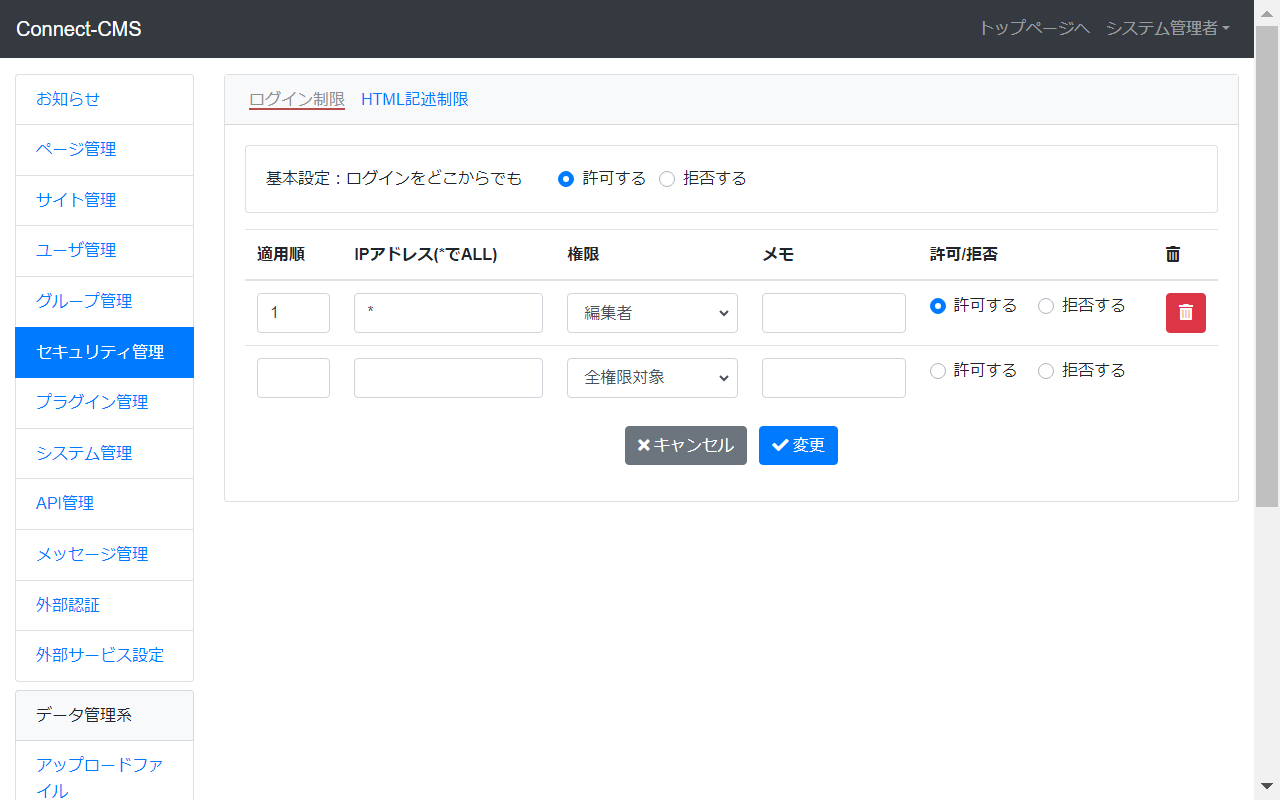 Connect-CMS
トップページへ システム管理者
お知らせ
ページ管理
サイト管理
ユーザ管理
グループ管理
セキュリティ管理
プラグイン管理
システム管理
API管理
メッセージ管理
外部認証
外部サービス設定
データ管理系
アップロードファ
イル
ログイン制限 HTML記述制限
基本設定：ログインをどこからでも 許可する 拒否する
適用順 IPアドレス(*でALL) 権限 メモ 許可/拒否
1 * 編集者 許可する 拒否する
全権限対象 許可する 拒否する
キャンセル 変更